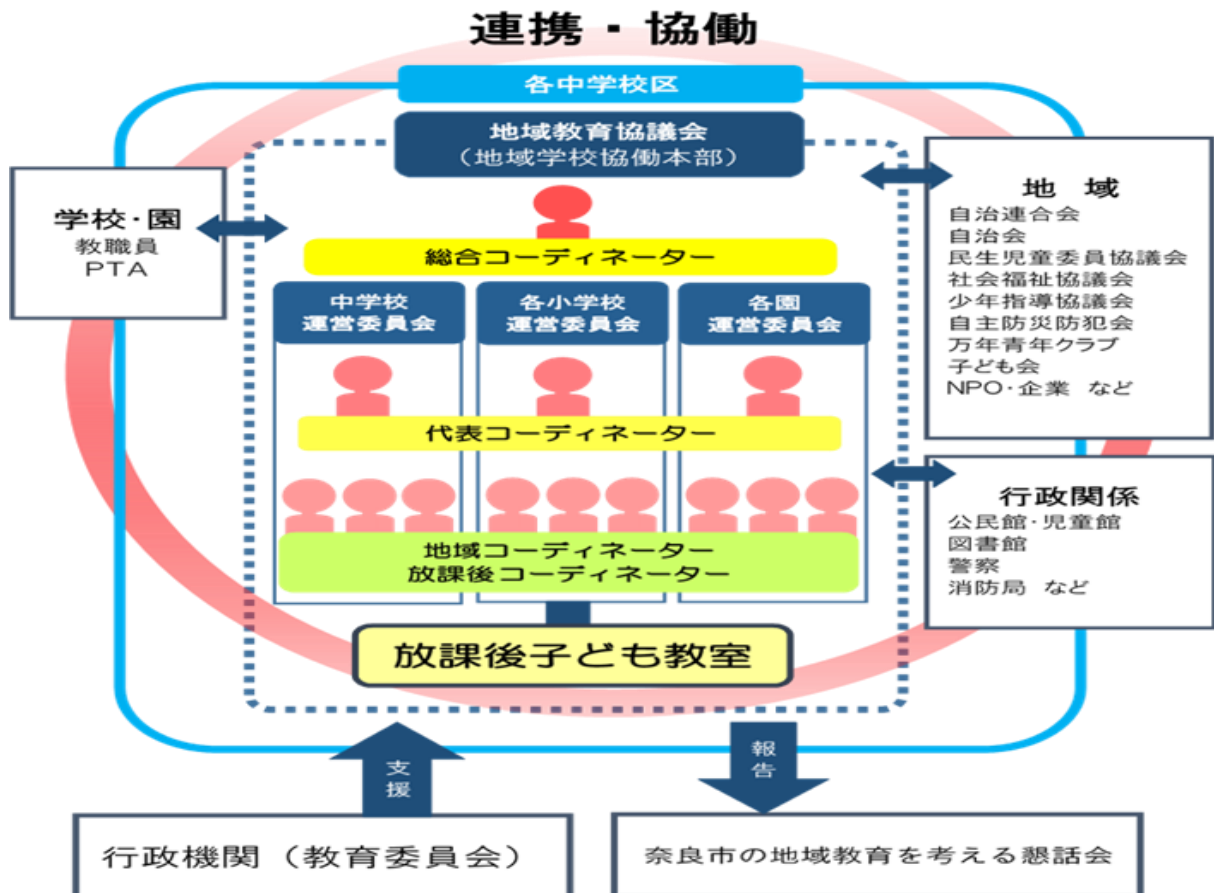 連携・協働
各中学校区
地域教育協議会
（地域学校協働本部）
学校・園
教職員
PTA
総合コーディネーター
中学校
運営委員会
各小学校
運営委員会
各園
運営委員会
代表コーディネーター
地域コーディネーター
放課後コーディネーター
放課後子ども教室
地　域
自治連合会
自治会
民生児童委員協議会
社会福祉協議会
少年指導協議会
自主防災防犯会
万年青年クラブ
子ども会
NPO・企業　など
行政関係
公民館・児童館
図書館
警察
消防局　など
支援
報告
行政機関（教育委員会）
奈良市の地域教育を考える懇話会